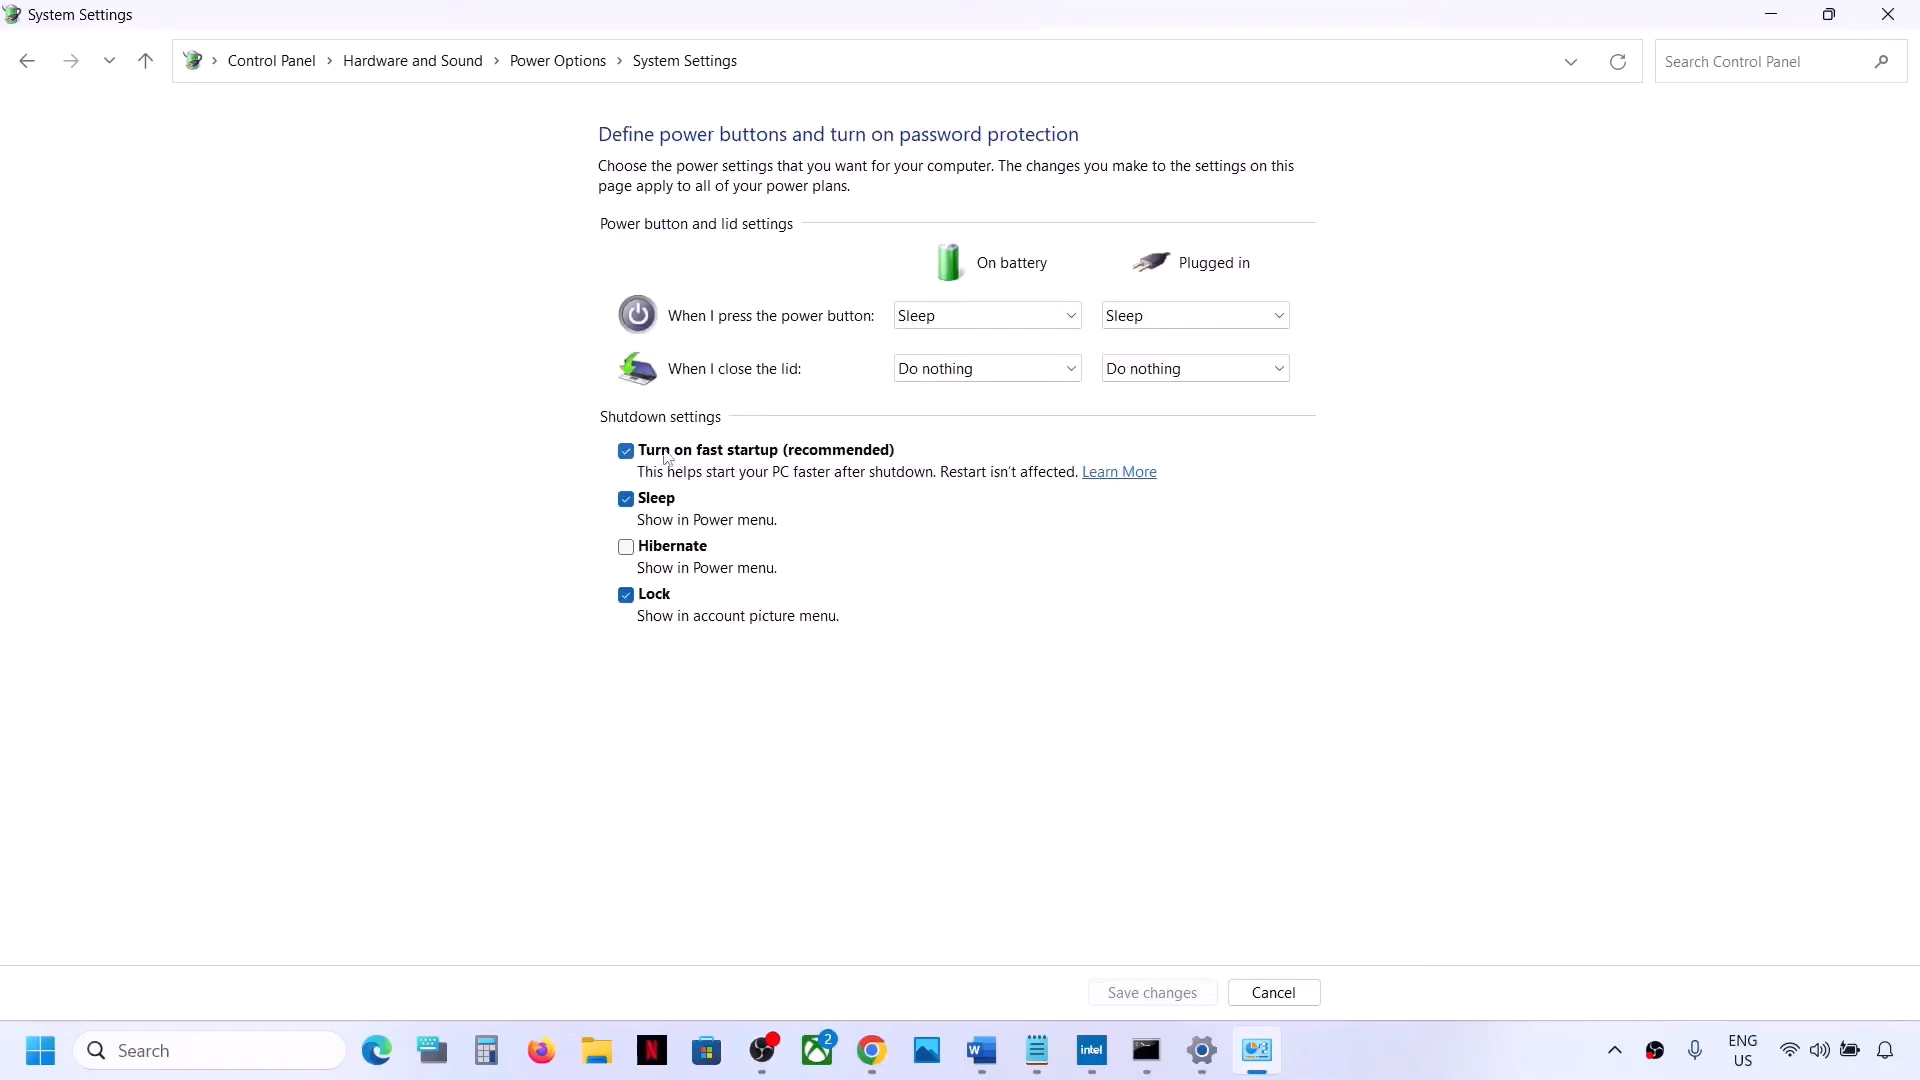 System Settings
Control Panel > Hardware and Sound > Power Options > System Settings
Search Control Panel
Define power buttons and turn on password protection
Choose the power settings that you want for your computer. The changes you make to the settings on this
page apply to all of your power plans.
Power button and lid settings
On battery
Plugged in
When I press the power button: Sleep Sleep
When I close the lid: Do nothing Do nothing
Shutdown settings
Turn on fast startup (recommended)
This helps start your PC faster after shutdown. Restart isn't affected. Learn More
Sleep
Show in Power menu.
Hibernate
Show in Power menu.
Lock
Show in account picture menu.
Save changes Cancel
Search
N
2
W
intel
ENG
US